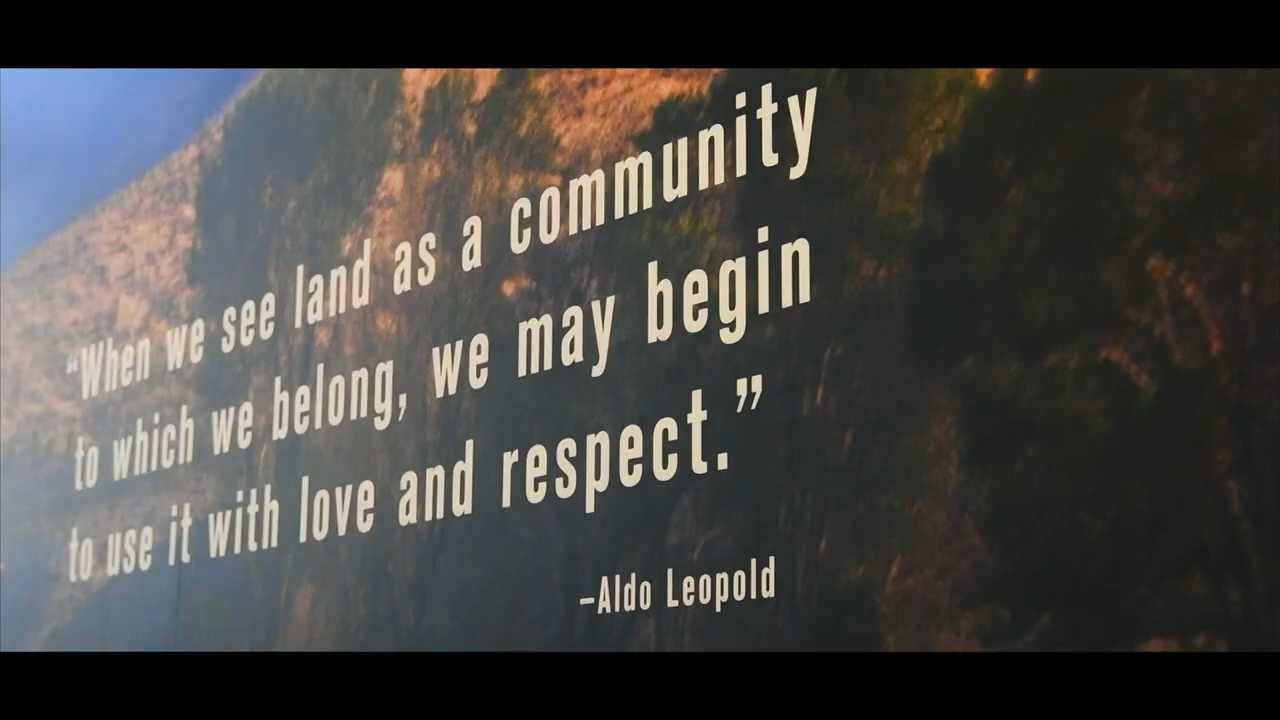 “When we see land as a community
to which we belong, we may begin
to use it with love and respect.”
–Aldo Leopold